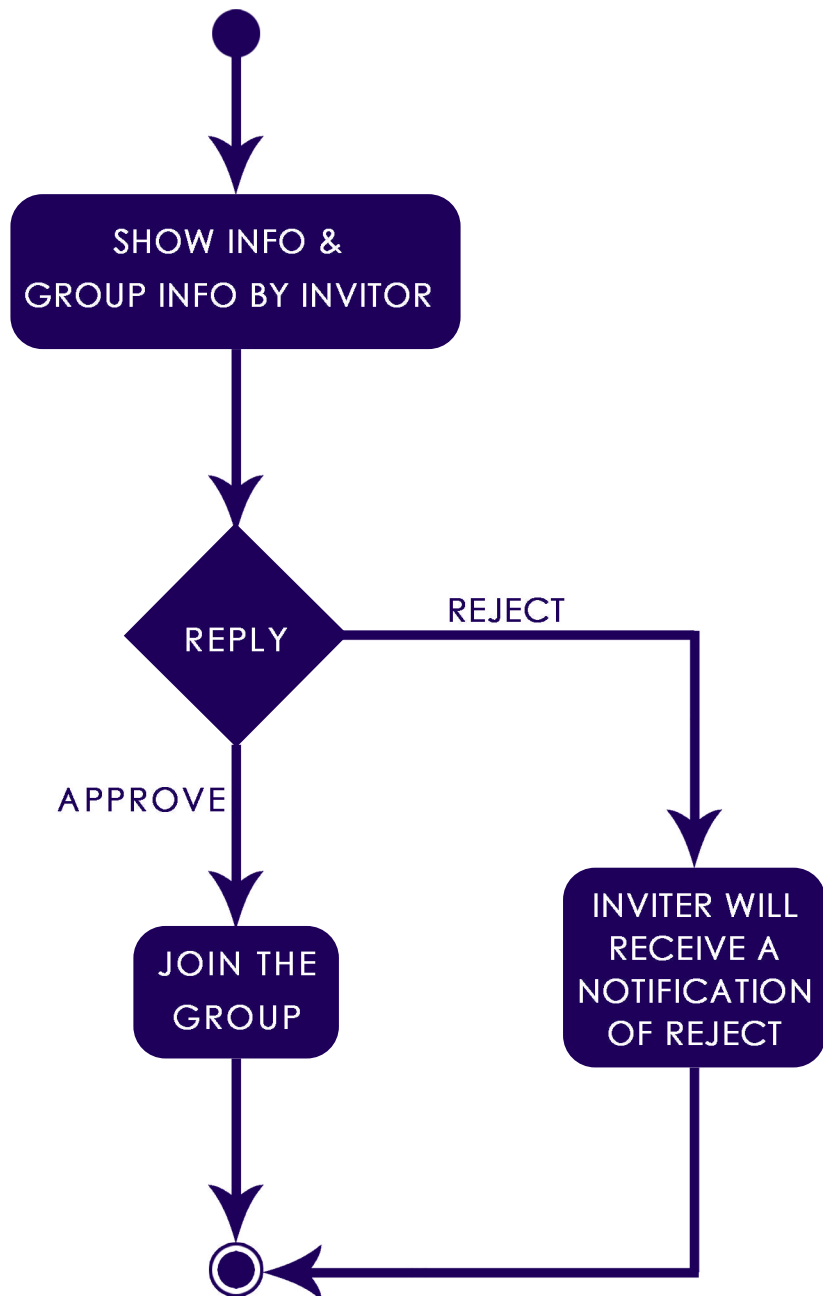 SHOW INFO &
GROUP INFO BY INVITOR
REPLY
REJECT
APPROVE
JOIN THE
GROUP
INVITER WILL
RECEIVE A
NOTIFICATION
OF REJECT